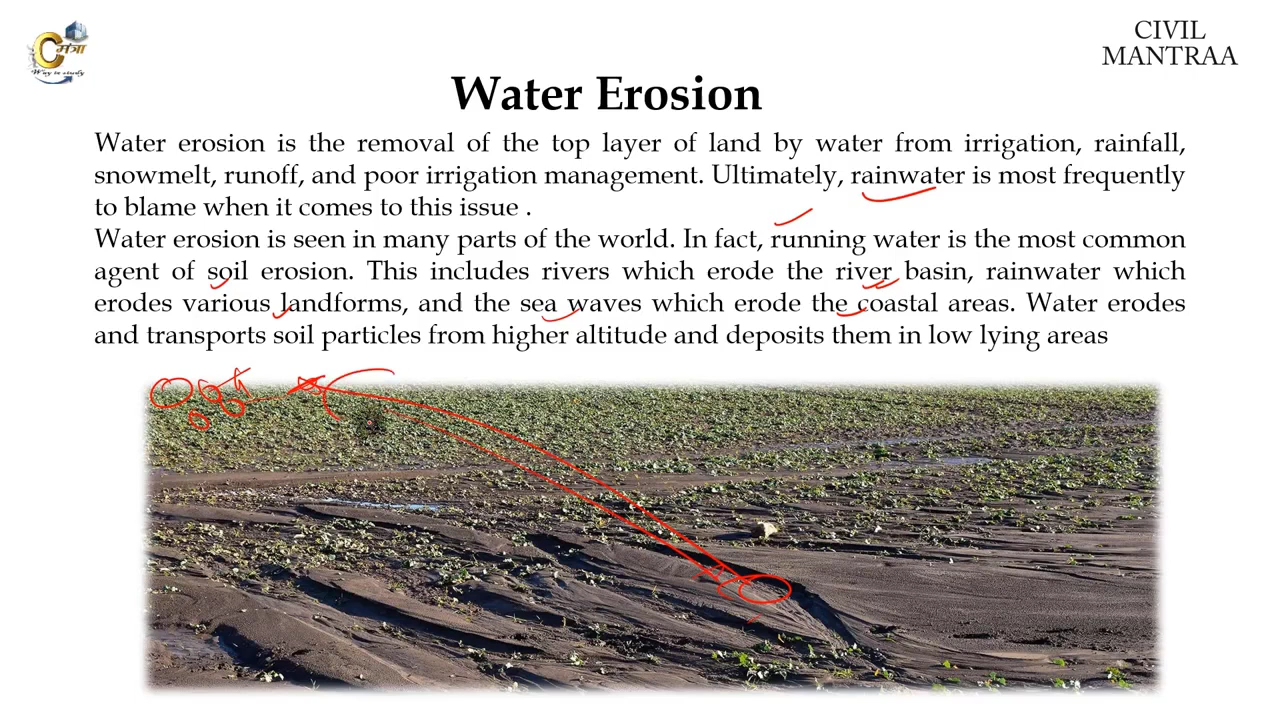 Cमंत्रा
Way to study
CIVIL
MANTRAA
Water Erosion
Water erosion is the removal of the top layer of land by water from irrigation, rainfall,
snowmelt, runoff, and poor irrigation management. Ultimately, rainwater is most frequently
to blame when it comes to this issue .
Water erosion is seen in many parts of the world. In fact, running water is the most common
agent of soil erosion. This includes rivers which erode the river basin, rainwater which
erodes various landforms, and the sea waves which erode the coastal areas. Water erodes
and transports soil particles from higher altitude and deposits them in low lying areas